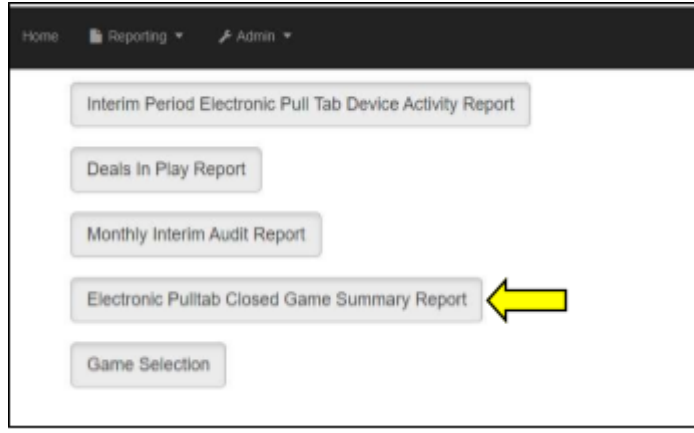 Home Reporting Admin
Interim Period Electronic Pull Tab Device Activity Report
Deals In Play Report
Monthly Interim Audit Report
Electronic Pulltab Closed Game Summary Report
Game Selection